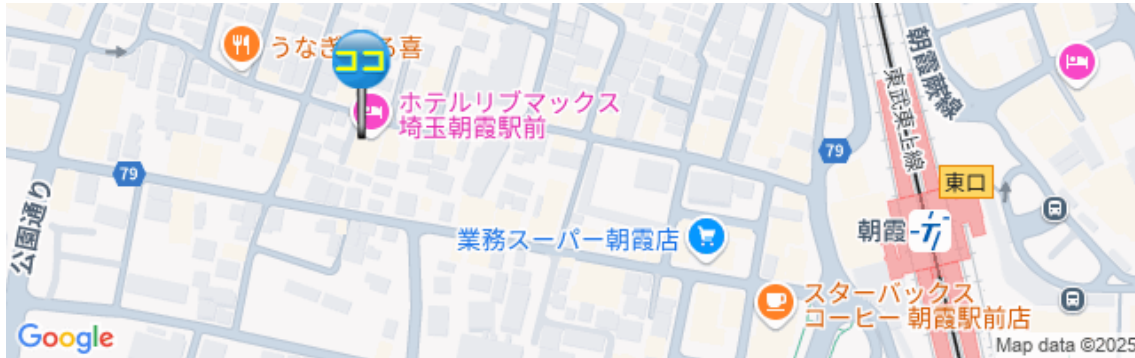 うなぎ
る喜
ココ
ホテルリブマックス
埼玉朝霞駅前
79
79
公園通り
業務スーパー朝霞店
朝霞蕨線
東武東上線
東口
朝霞
スターバックス
コーヒー 朝霞駅前店
Google
Map data ©2025